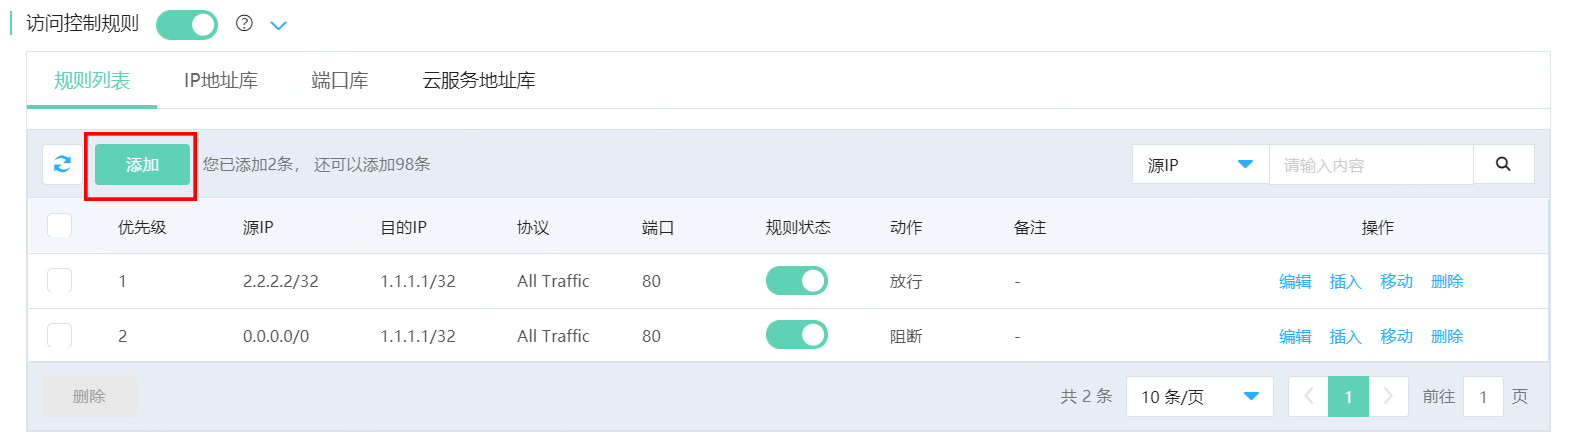 访问控制规则
规则列表 IP地址库 端口库 云服务地址库
添加 您已添加2条， 还可以添加98条 源IP 请输入内容
优先级 源IP 目的IP 协议 端口 规则状态 动作 备注 操作
1 2.2.2.2/32 1.1.1.1/32 All Traffic 80 放行 - 编辑 插入 移动 删除
2 0.0.0.0/0 1.1.1.1/32 All Traffic 80 阻断 - 编辑 插入 移动 删除
删除 共 2 条 10 条/页 1 前往 1 页